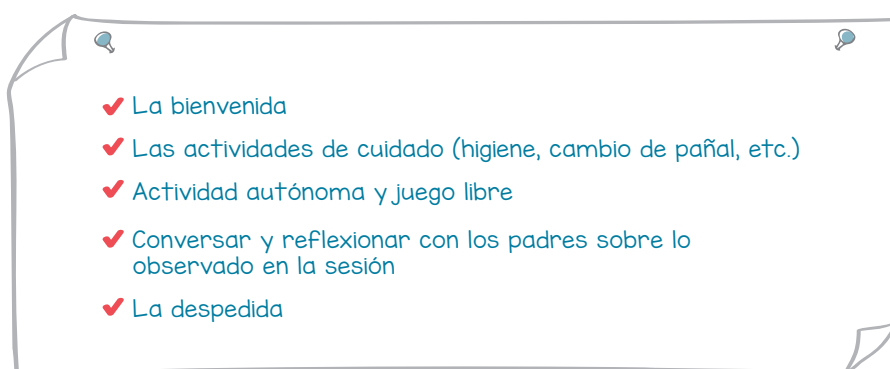 La bienvenida
Las actividades de cuidado (higiene, cambio de pañal, etc.)
Actividad autónoma y juego libre
Conversar y reflexionar con los padres sobre lo
observado en la sesión
La despedida